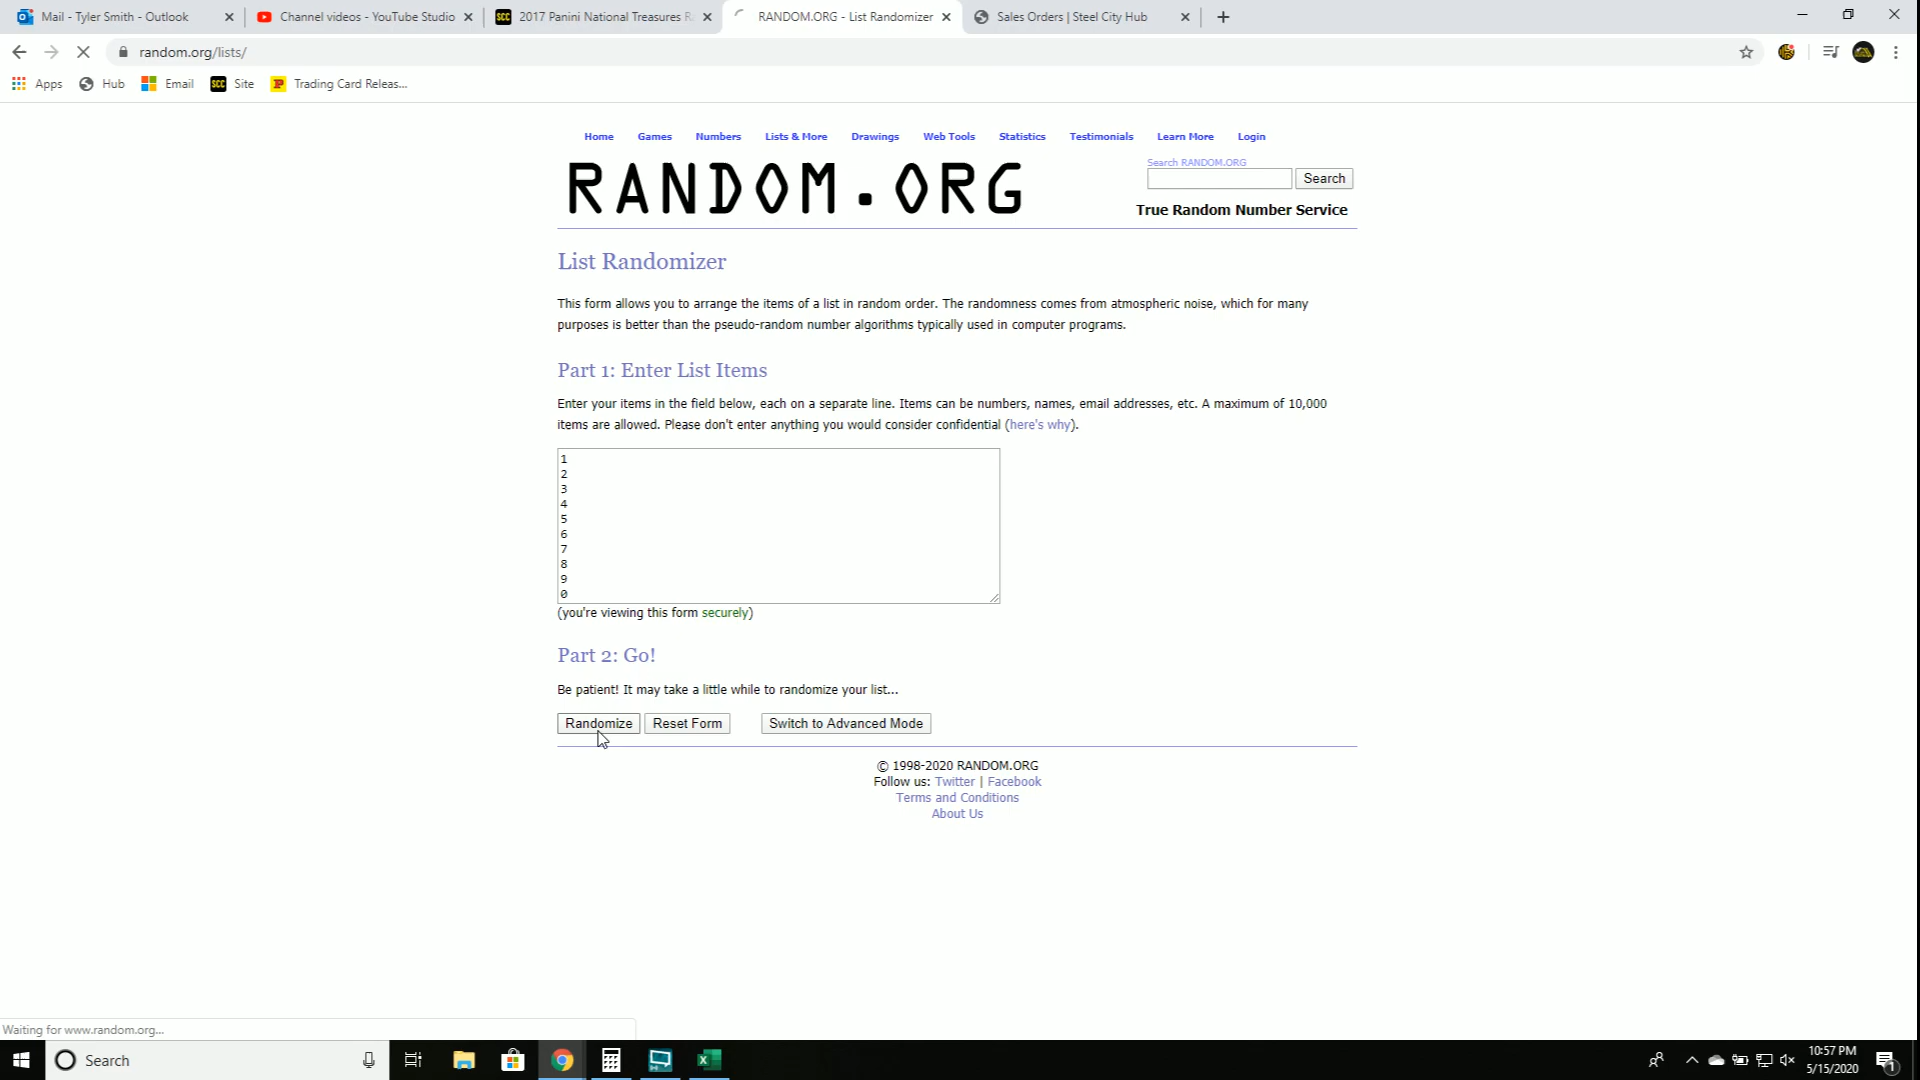 Mail - Tyler Smith - Outlook
Channel videos - YouTube Studio
SCC 2017 Panini National Treasures R
RANDOM.ORG - List Randomizer
Sales Orders | Steel City Hub
random.org/lists/
Apps
Hub
Email
SCC Site
Trading Card Releas...
Home
Games
Numbers
Lists & More
Drawings
Web Tools
Statistics
Testimonials
Learn More
Login
RANDOM.ORG
Search RANDOM.ORG
Search
True Random Number Service
List Randomizer
This form allows you to arrange the items of a list in random order. The randomness comes from atmospheric noise, which for many
purposes is better than the pseudo-random number algorithms typically used in computer programs.
Part 1: Enter List Items
Enter your items in the field below, each on a separate line. Items can be numbers, names, email addresses, etc. A maximum of 10,000
items are allowed. Please don't enter anything you would consider confidential (here's why).
1
2
3
4
5
6
7
8
9
0
(you're viewing this form securely)
Part 2: Go!
Be patient! It may take a little while to randomize your list...
Randomize
Reset Form
Switch to Advanced Mode
© 1998-2020 RANDOM.ORG
Follow us: Twitter | Facebook
Terms and Conditions
About Us
Waiting for www.random.org...
Search
10:57 PM
5/15/2020
1